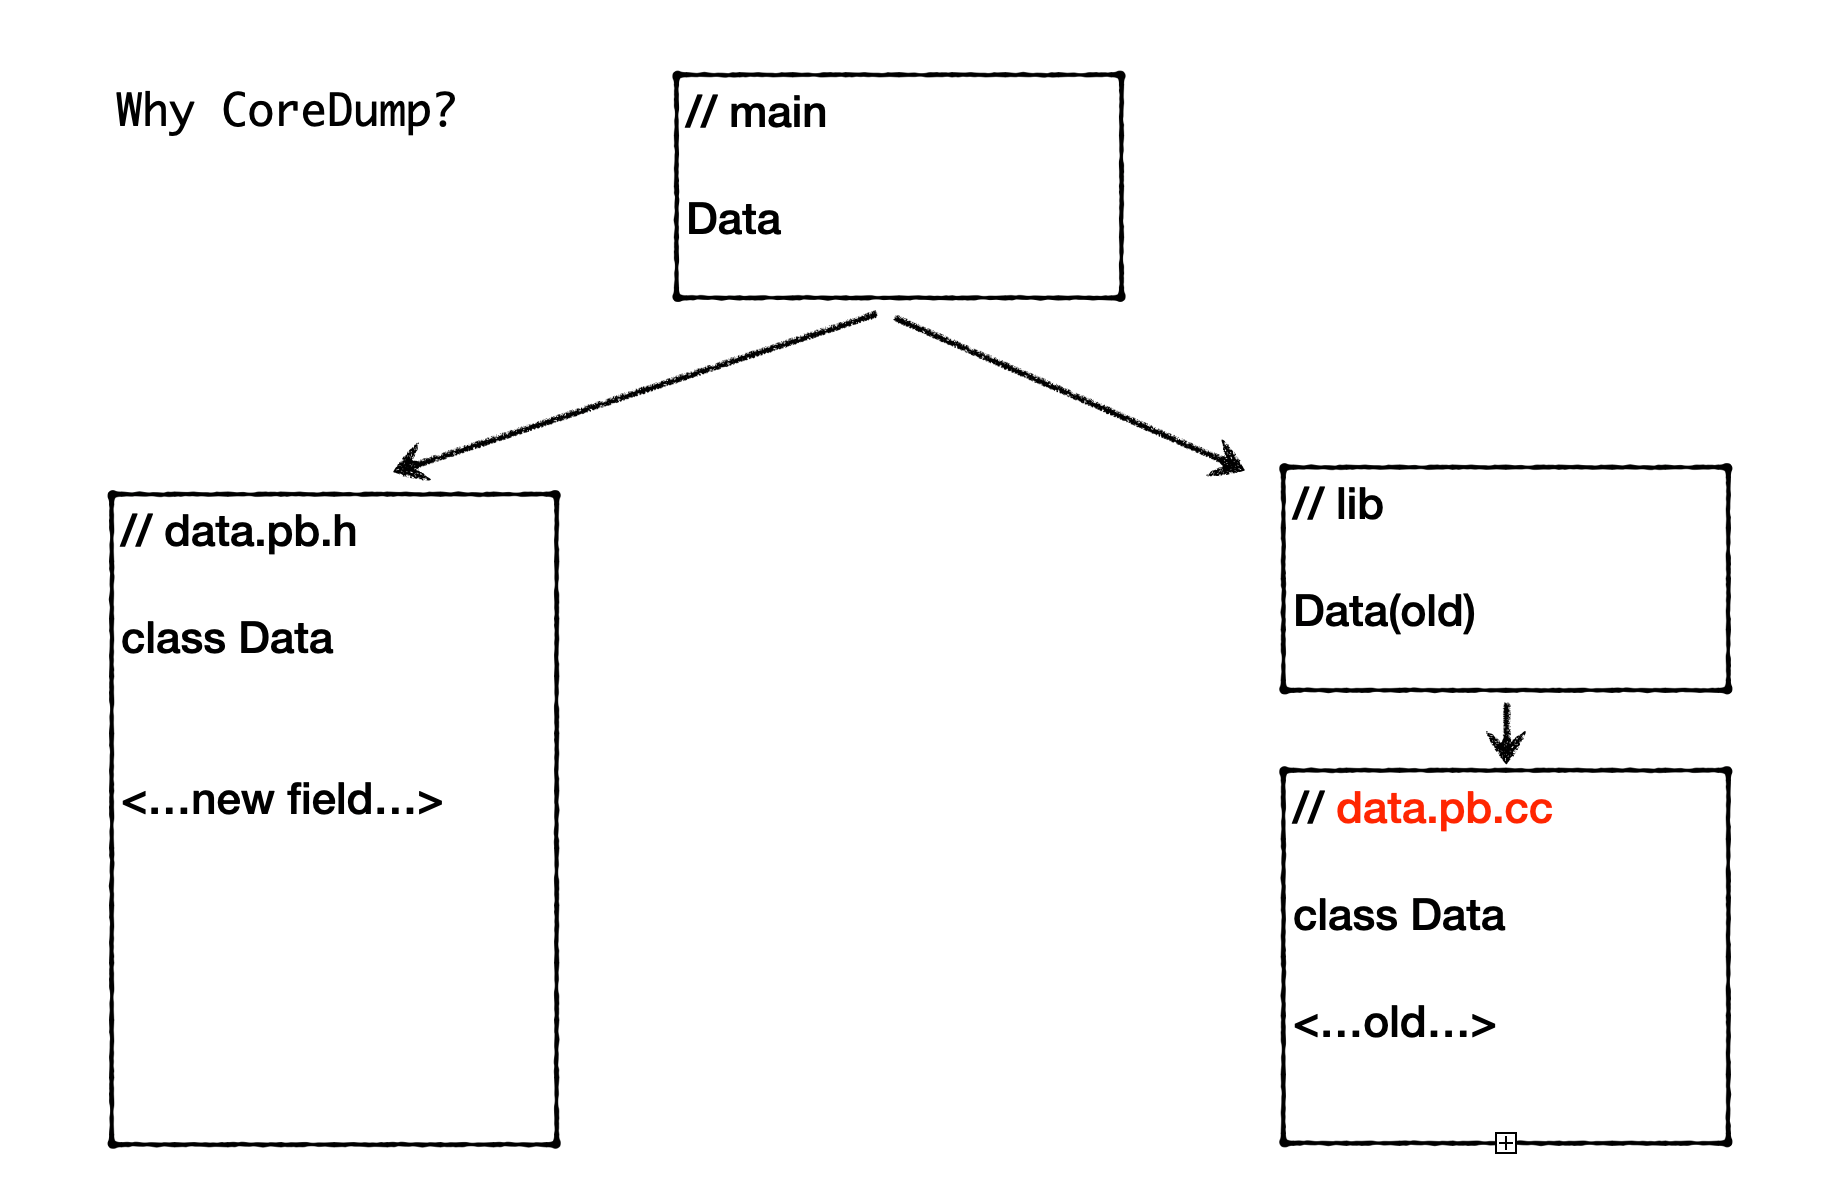 Why CoreDump?
// main
Data
// data.pb.h
class Data
<...new field...>
// lib
Data(old)
// data.pb.cc
class Data
<...old...>